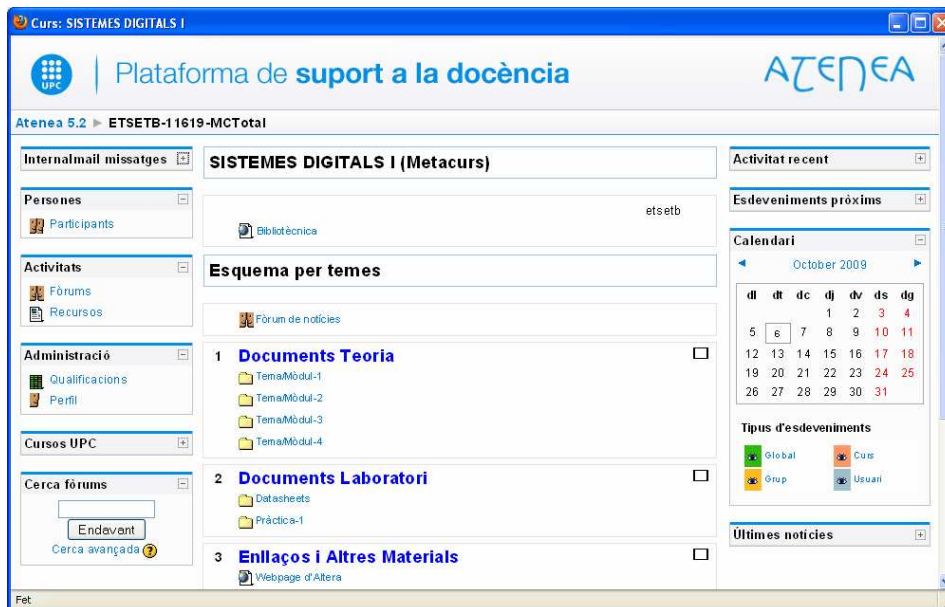 Curs: SISTEMES DIGITALS I
UPC
Plataforma de suport a la docència
ATENEA
Atenea 5.2 ► ETSETB-11619-MCTotal
Internalmail missatges
Persones
Participants
Activitats
Fòrums
Recursos
Administració
Qualificacions
Perfil
Cursos UPC
Cerca fòrums
Endavant
Cerca avançada ?
SISTEMES DIGITALS I (Metacurs)
etsetb
Bibliotècnica
Esquema per temes
Fòrum de notícies
1 Documents Teoria
Tema/Mòdul-1
Tema/Mòdul-2
Tema/Mòdul-3
Tema/Mòdul-4
2 Documents Laboratori
Datasheets
Pràctica-1
3 Enllaços i Altres Materials
Webpage d'Altera
Activitat recent
Esdeveniments pròxims
Calendari
◄ October 2009 ►
dl dt dc dj dv ds dg
1 2 3 4
5 6 7 8 9 10 11
12 13 14 15 16 17 18
19 20 21 22 23 24 25
26 27 28 29 30 31
Tipus d'esdeveniments
Global Curs
Grup Usuari
Últimes notícies
Fet